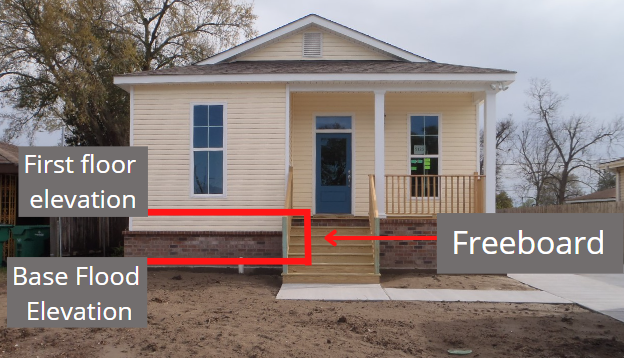 First floor
elevation
Freeboard
Base Flood
Elevation